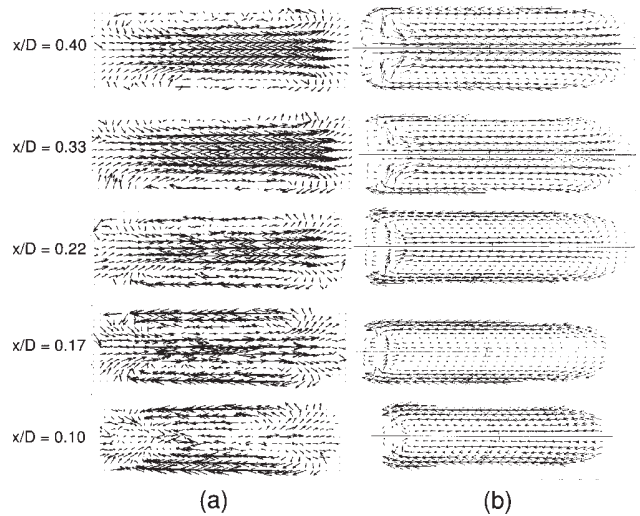 x/D = 0.40
x/D = 0.33
x/D = 0.22
x/D = 0.17
x/D = 0.10
(a)
(b)